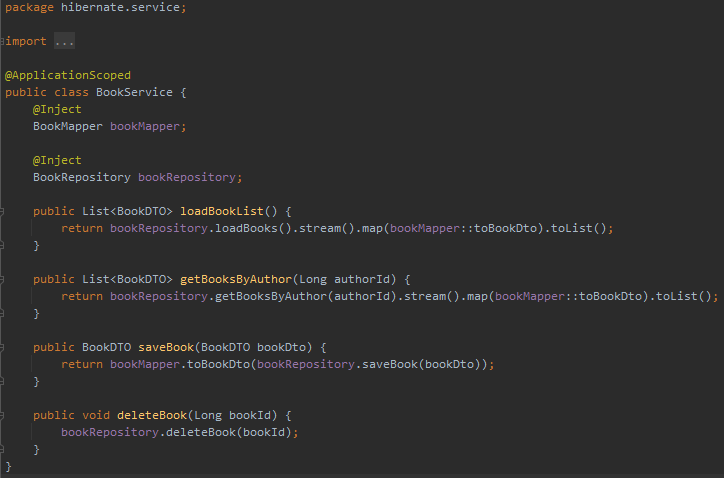 package hibernate.service;
import ...
@ApplicationScoped
public class BookService {
    @Inject
    BookMapper bookMapper;
    @Inject
    BookRepository bookRepository;
    public List<BookDTO> loadBookList() {
        return bookRepository.loadBooks().stream().map(bookMapper::toBookDto).toList();
    }
    public List<BookDTO> getBooksByAuthor(Long authorId) {
        return bookRepository.getBooksByAuthor(authorId).stream().map(bookMapper::toBookDto).toList();
    }
    public BookDTO saveBook(BookDTO bookDto) {
        return bookMapper.toBookDto(bookRepository.saveBook(bookDto));
    }
    public void deleteBook(Long bookId) {
        bookRepository.deleteBook(bookId);
    }
}